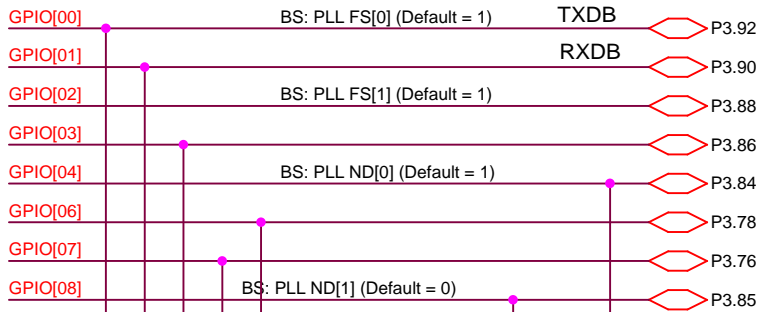 GPIO[00] BS: PLL FS[0] (Default = 1) TXDB P3.92
GPIO[01] RXDB P3.90
GPIO[02] BS: PLL FS[1] (Default = 1) P3.88
GPIO[03] P3.86
GPIO[04] BS: PLL ND[0] (Default = 1) P3.84
GPIO[06] P3.78
GPIO[07] P3.76
GPIO[08] BS: PLL ND[1] (Default = 0) P3.85